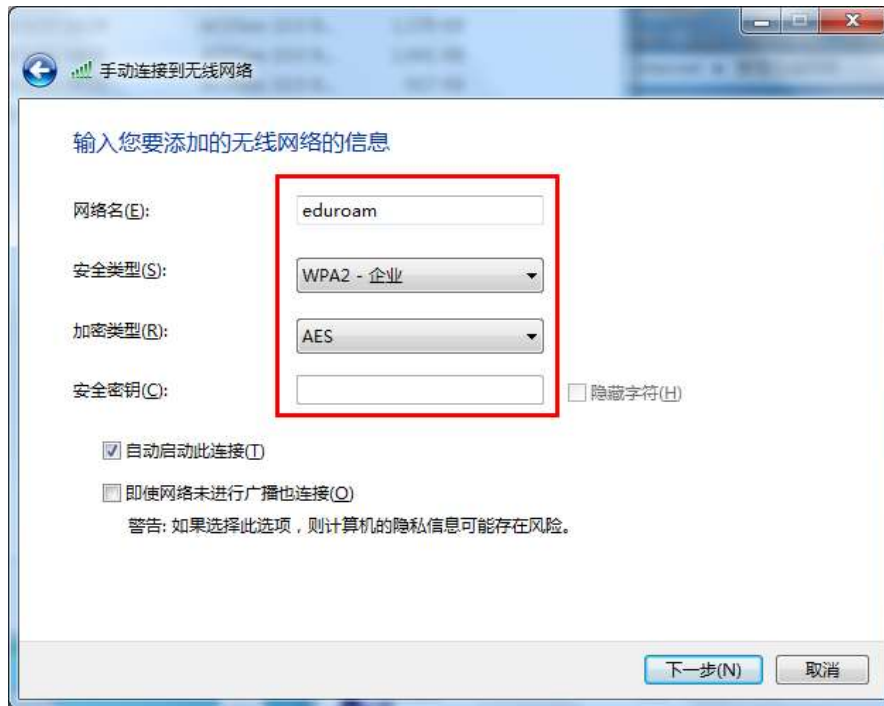 手动连接到无线网络
输入您要添加的无线网络的信息
网络名(E):
eduroam
安全类型(S):
WPA2 - 企业
加密类型(R):
AES
安全密钥(C):
隐藏字符(H)
自动启动此连接(T)
即使网络未进行广播也连接(O)
警告: 如果选择此选项，则计算机的隐私信息可能存在风险。
下一步(N)
取消